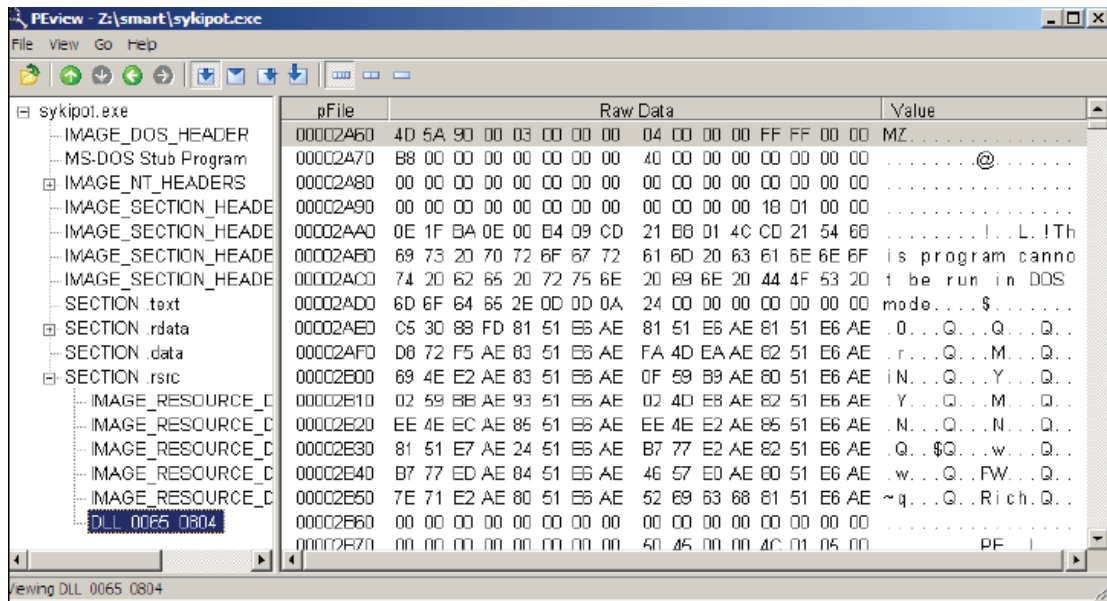 PEview - Z:\smart\sykipot.exe
File View Go Help
sykipot.exe
IMAGE_DOS_HEADER
MS-DOS Stub Program
IMAGE_NT_HEADERS
IMAGE_SECTION_HEADE
IMAGE_SECTION_HEADE
IMAGE_SECTION_HEADE
IMAGE_SECTION_HEADE
SECTION .text
SECTION .rdata
SECTION .data
SECTION .rsrc
IMAGE_RESOURCE_D
IMAGE_RESOURCE_D
IMAGE_RESOURCE_D
IMAGE_RESOURCE_D
IMAGE_RESOURCE_D
DLL 0065 0804
pFile Raw Data Value
00002A60 4D 5A 90 00 03 00 00 00 04 00 00 00 FF FF 00 00 MZ..............
00002A70 B8 00 00 00 00 00 00 00 40 00 00 00 00 00 00 00 ........@.......
00002A80 00 00 00 00 00 00 00 00 00 00 00 00 00 00 00 00 ................
00002A90 00 00 00 00 00 00 00 00 00 00 00 00 18 01 00 00 ................
00002AA0 0E 1F BA 0E 00 B4 09 CD 21 B8 01 4C CD 21 54 68 ........!..L.!Th
00002AB0 69 73 20 70 72 6F 67 72 61 6D 20 63 61 6E 6E 6F is program canno
00002AC0 74 20 62 65 20 72 75 6E 20 69 6E 20 44 4F 53 20 t be run in DOS
00002AD0 6D 6F 64 65 2E 0D 0D 0A 24 00 00 00 00 00 00 00 mode....$.......
00002AE0 C5 30 88 FD 81 51 E6 AE 81 51 E6 AE 81 51 E6 AE .0...Q...Q...Q..
00002AF0 D8 72 F5 AE 83 51 E6 AE FA 4D EA AE 82 51 E6 AE .r...Q...M...Q..
00002B00 69 4E E2 AE 83 51 E6 AE 0F 59 B9 AE 80 51 E6 AE iN...Q...Y...Q..
00002B10 02 59 BB AE 93 51 E6 AE 02 4D E8 AE 82 51 E6 AE .Y...Q...M...Q..
00002B20 EE 4E EC AE 85 51 E6 AE EE 4E E2 AE 85 51 E6 AE .N...Q...N...Q..
00002B30 81 51 E7 AE 24 51 E6 AE B7 77 E2 AE 82 51 E6 AE .Q..$Q...w...Q..
00002B40 B7 77 ED AE 84 51 E6 AE 46 57 E0 AE 80 51 E6 AE .w...Q..FW...Q..
00002B50 7E 71 E2 AE 80 51 E6 AE 52 69 63 68 81 51 E6 AE ~q...Q..Rich.Q..
00002B60 00 00 00 00 00 00 00 00 00 00 00 00 00 00 00 00 ................
00002B70 00 00 00 00 00 00 00 00 50 45 00 00 4C 01 05 00 PE L
Viewing DLL 0065 0804